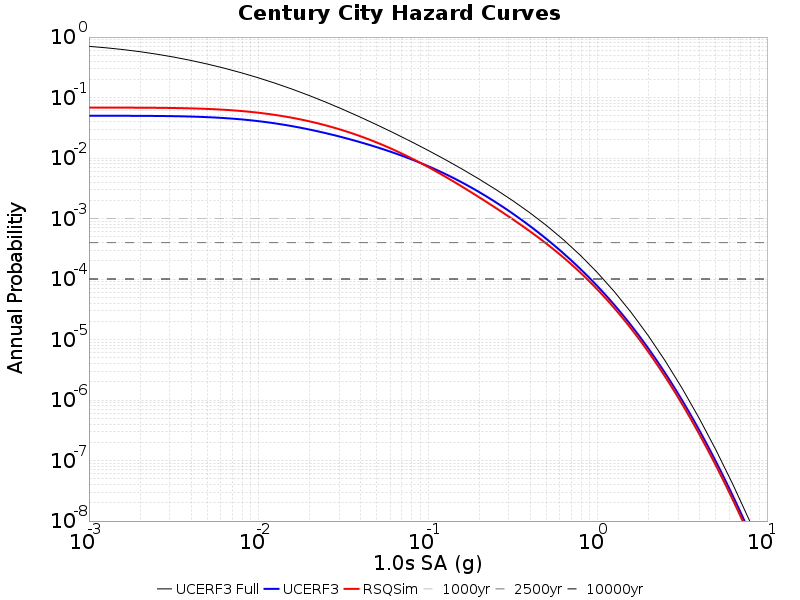 Century City Hazard Curves
Annual Probabilitiy
10^0
10^-1
10^-2
10^-3
10^-4
10^-5
10^-6
10^-7
10^-8
10^-3 10^-2 10^-1 10^0 10^1
1.0s SA (g)
UCERF3 Full UCERF3 RSQSim 1000yr 2500yr 10000yr